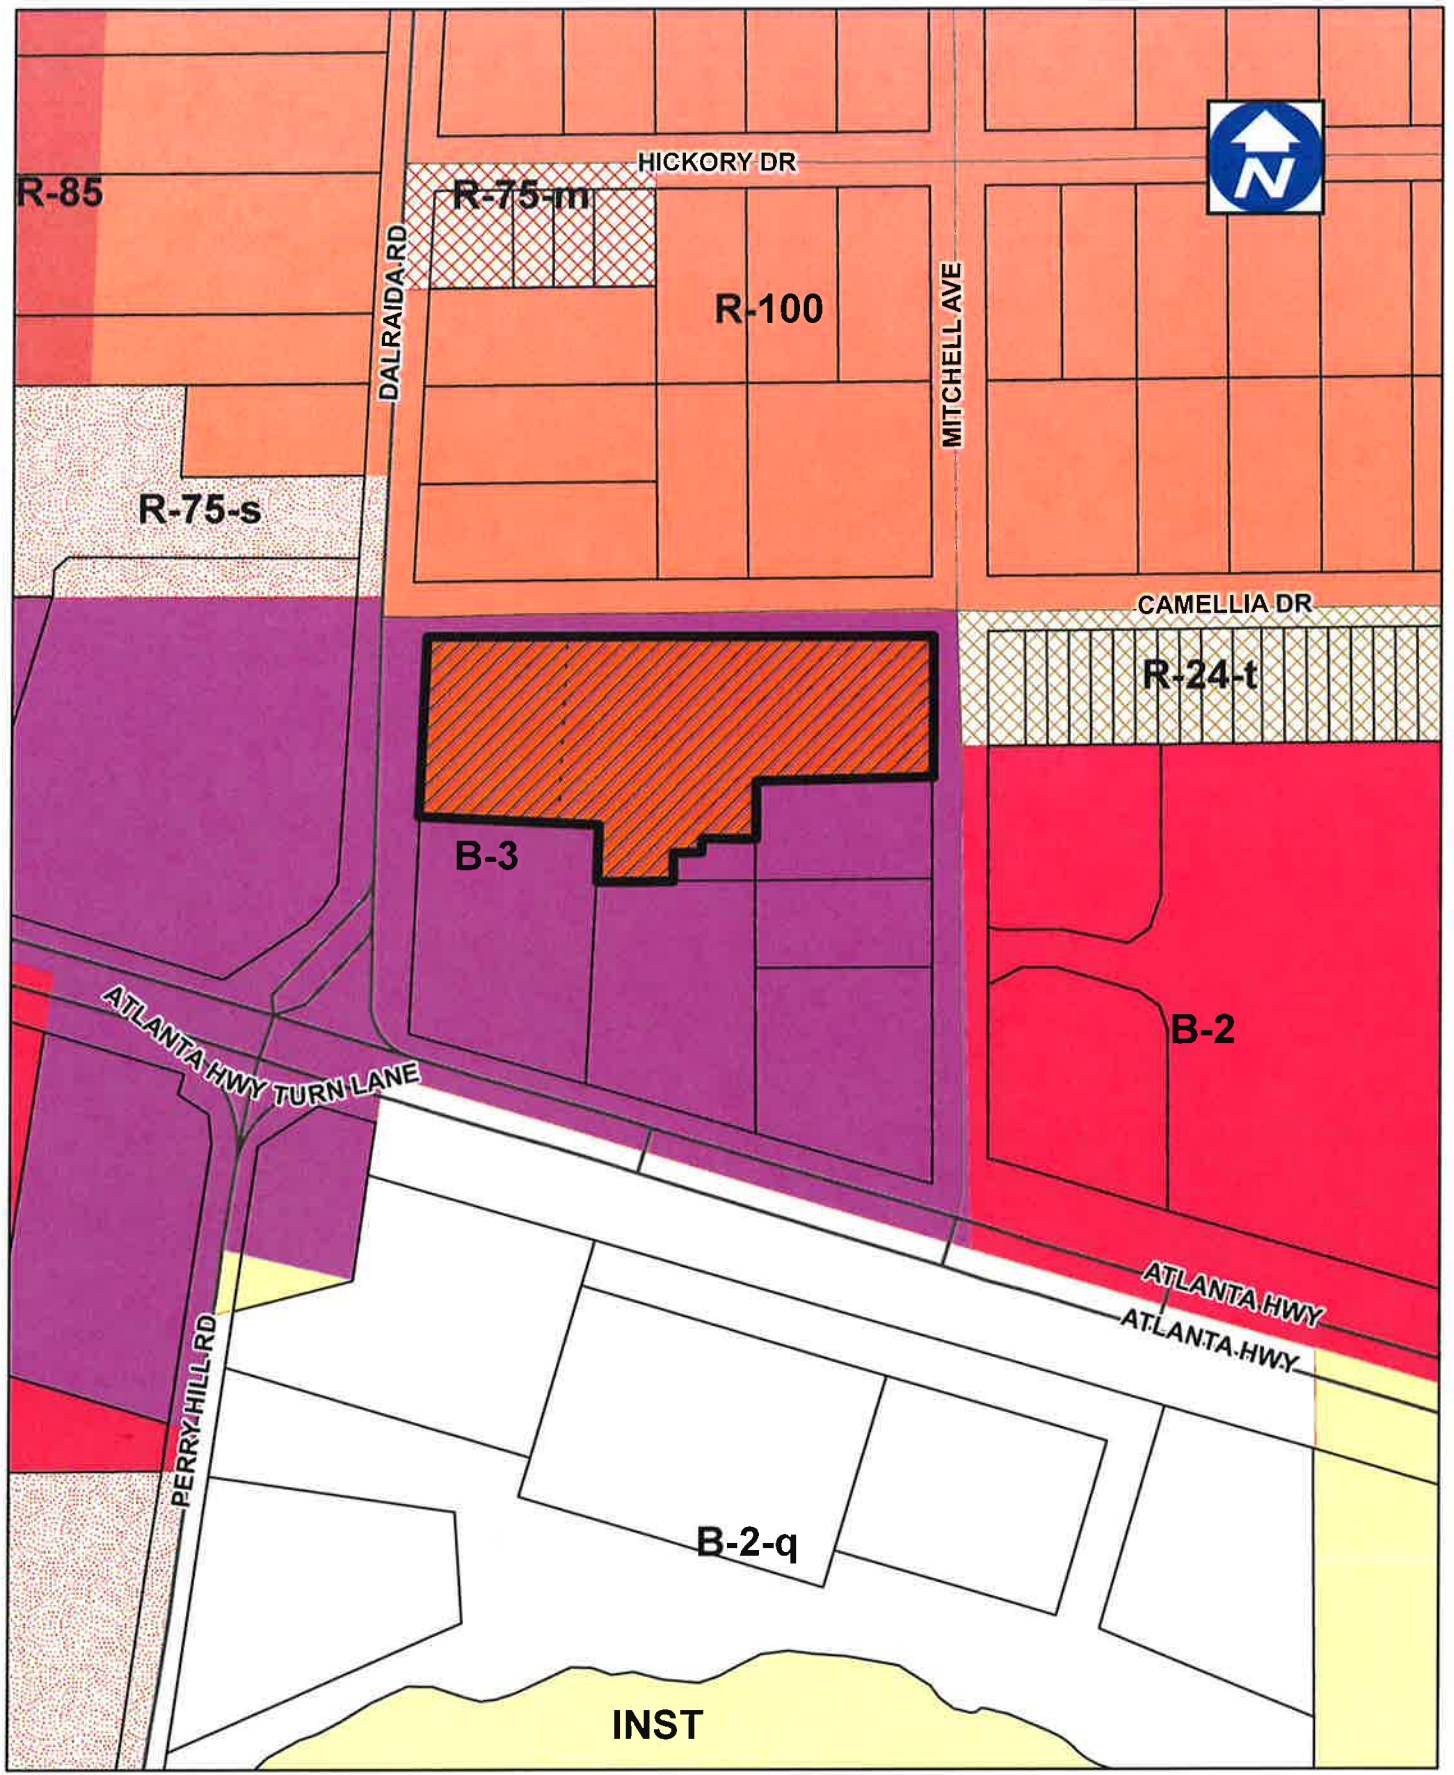 HICKORY DR
R-85
R-75-m
N
DALRAIDA RD
R-100
MITCHELL AVE
R-75-s
CAMELLIA DR
R-24-t
B-3
ATLANTA HWY TURN LANE
B-2
ATLANTA HWY
ATLANTA HWY
PERRY HILL RD
B-2-q
INST